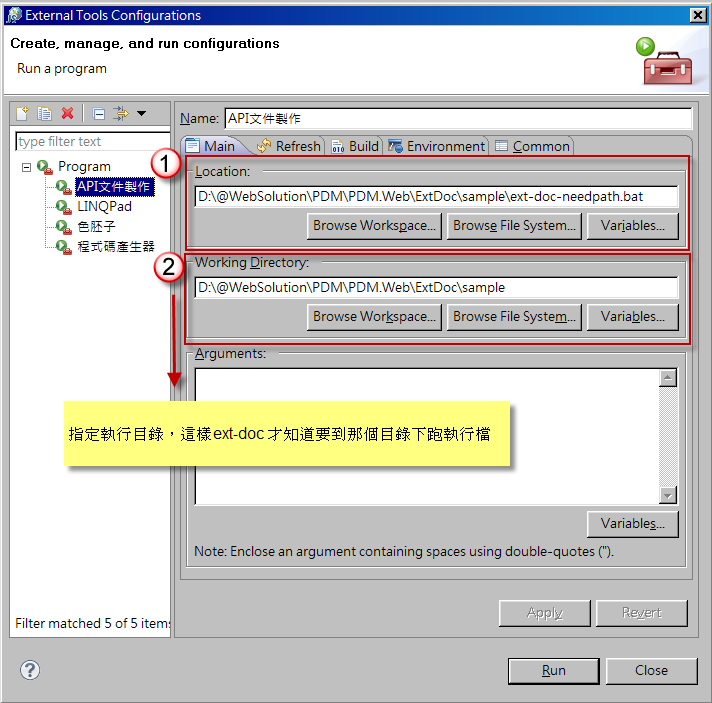 External Tools Configurations
Create, manage, and run configurations
Run a program
Name: API文件製作
type filter text
Main Refresh Build Environment Common
Program
API文件製作
LINQPad
色胚子
程式碼產生器
1
Location:
D:\@WebSolution\PDM\PDM.Web\ExtDoc\sample\ext-doc-needpath.bat
Browse Workspace... Browse File System... Variables...
2
Working Directory:
D:\@WebSolution\PDM\PDM.Web\ExtDoc\sample
Browse Workspace... Browse File System... Variables...
Arguments:
指定執行目錄，這樣ext-doc 才知道要到那個目錄下跑執行檔
Variables...
Note: Enclose an argument containing spaces using double-quotes (").
Filter matched 5 of 5 items
Apply Revert
?
Run Close